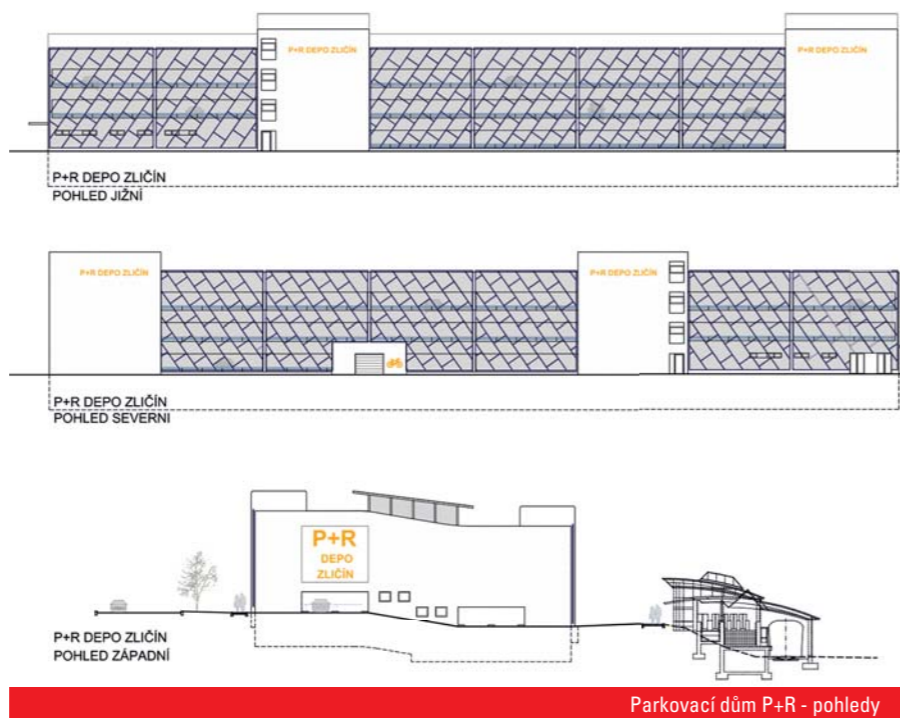 P+R DEPO ZLIČÍN
P+R DEPO ZLIČÍN
P+R DEPO ZLIČÍN
POHLED JIŽNÍ
P+R DEPO ZLIČÍN
P+R DEPO ZLIČÍN
P+R DEPO ZLIČÍN
POHLED SEVERNI
P+R
DEPO
ZLIČÍN
P+R DEPO ZLIČÍN
POHLED ZÁPADNÍ
Parkovací dům P+R - pohledy